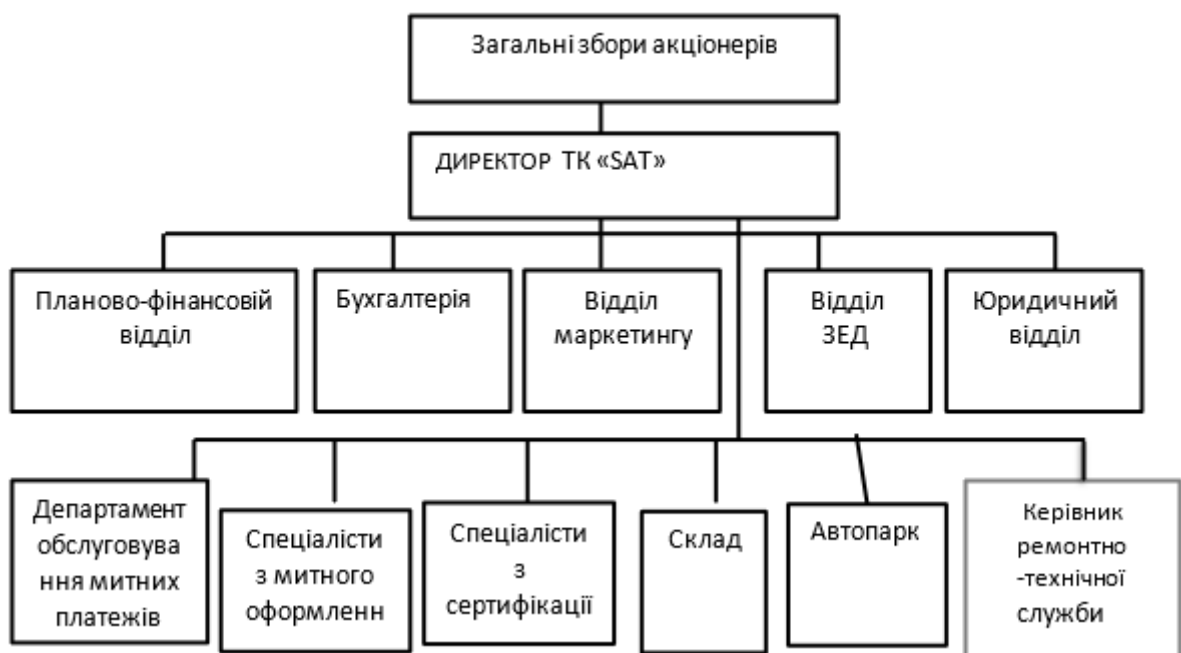 Загальні збори акціонерів
ДИРЕКТОР ТК «SAT»
Планово-фінансовій
відділ
Бухгалтерія
Відділ
маркетингу
Відділ
ЗЕД
Юридичний
відділ
Департамент
обслуговува
ння митних
платежів
Спеціалісти
з митного
оформленн
Спеціалісти
з
сертифікації
Склад
Автопарк
Керівник
ремонтно
-технічної
служби